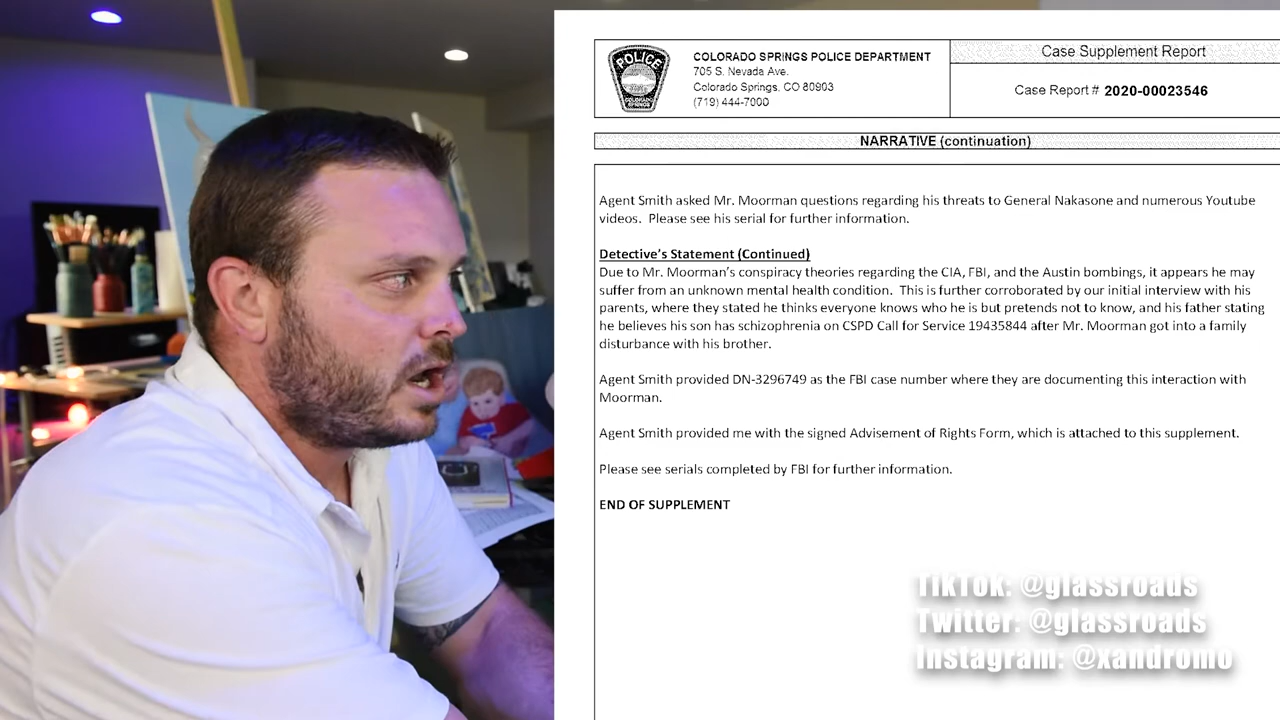 POLICE
COLORADO SPRINGS POLICE DEPARTMENT
705 S. Nevada Ave.
Colorado Springs, CO 80903
(719) 444-7000
Case Supplement Report
Case Report # 2020-00023546
NARRATIVE (continuation)
Agent Smith asked Mr. Moorman questions regarding his threats to General Nakasone and numerous Youtube
videos. Please see his serial for further information.
Detective's Statement (Continued)
Due to Mr. Moorman's conspiracy theories regarding the CIA, FBI, and the Austin bombings, it appears he may
suffer from an unknown mental health condition. This is further corroborated by our initial interview with his
parents, where they stated he thinks everyone knows who he is but pretends not to know, and his father stating
he believes his son has schizophrenia on CSPD Call for Service 19435844 after Mr. Moorman got into a family
disturbance with his brother.
Agent Smith provided DN-3296749 as the FBI case number where they are documenting this interaction with
Moorman.
Agent Smith provided me with the signed Advisement of Rights Form, which is attached to this supplement.
Please see serials completed by FBI for further information.
END OF SUPPLEMENT
TikTok: @glassroads
Twitter: @glassroads
Instagram: @xandromo